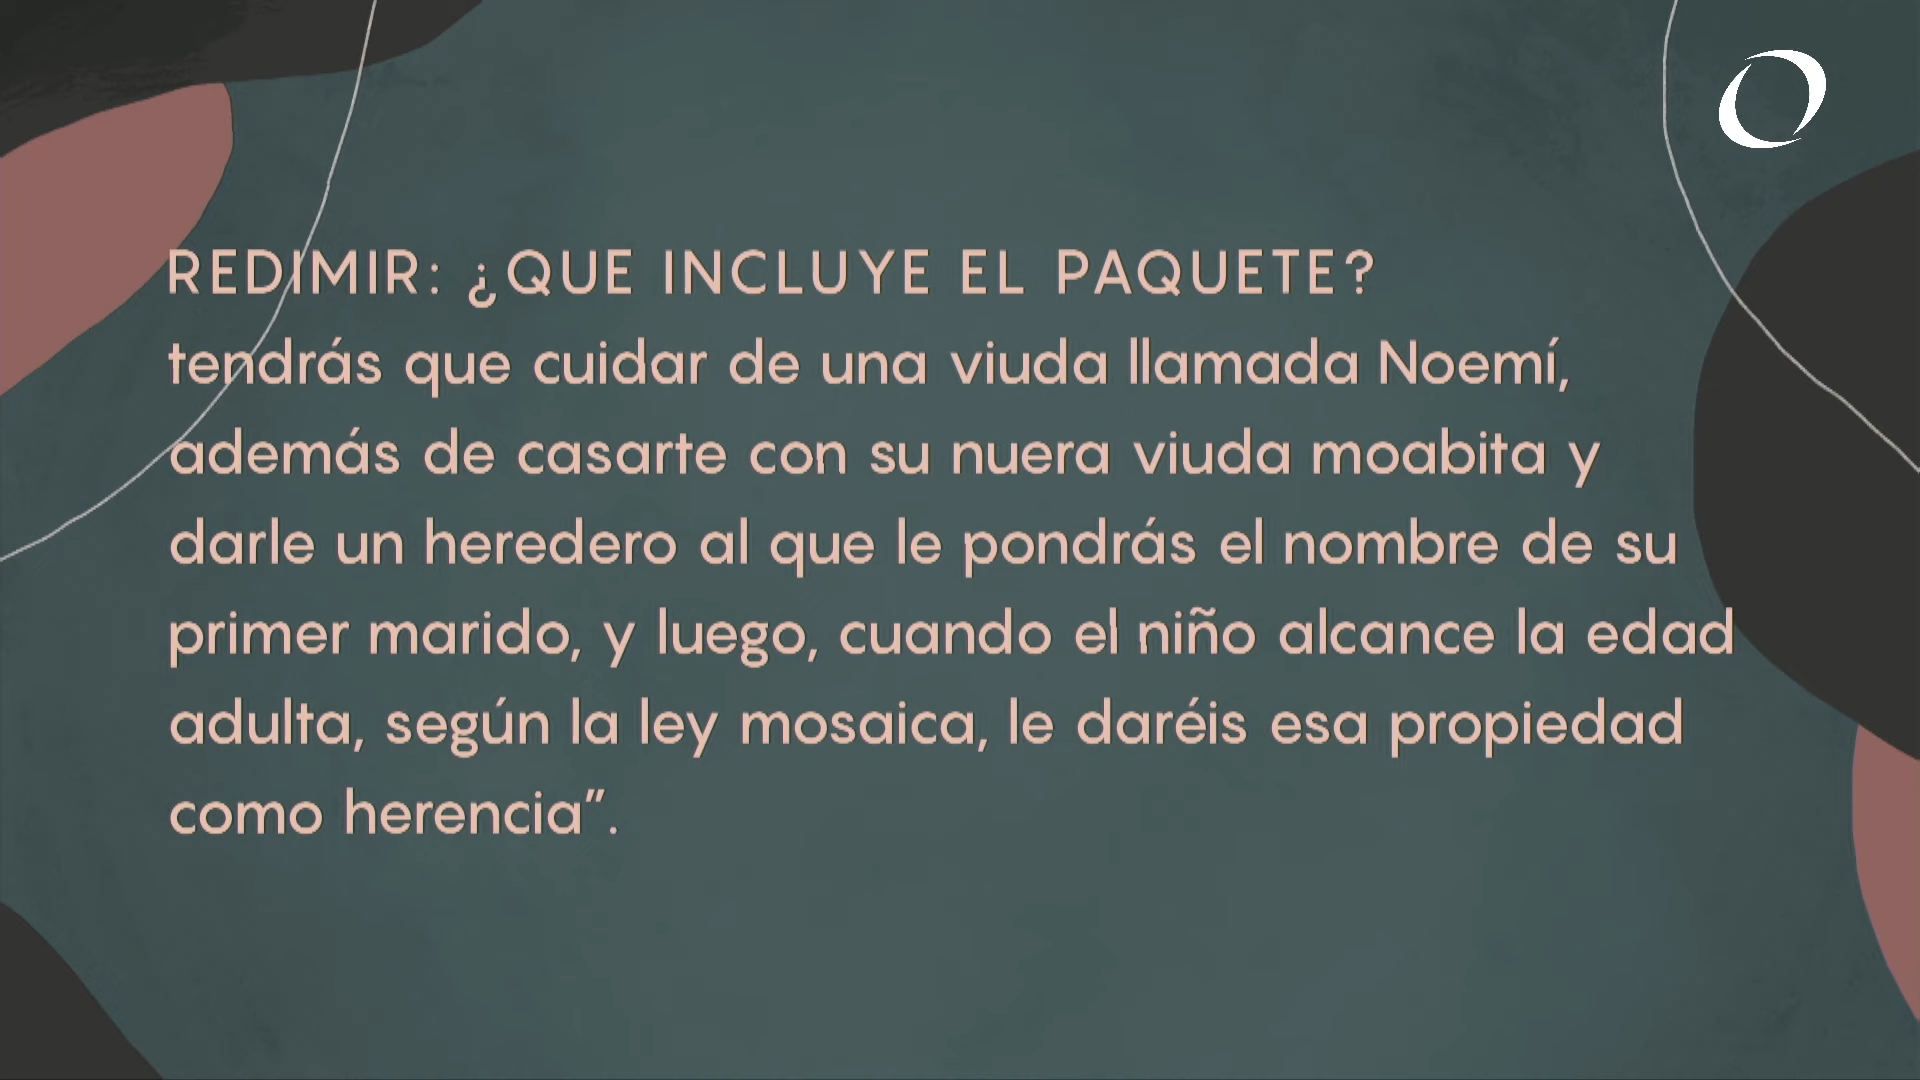 REDIMIR: ¿QUE INCLUYE EL PAQUETE?
tendrás que cuidar de una viuda llamada Noemí,
además de casarte con su nuera viuda moabita y
darle un heredero al que le pondrás el nombre de su
primer marido, y luego, cuando el niño alcance la edad
adulta, según la ley mosaica, le daréis esa propiedad
como herencia”.